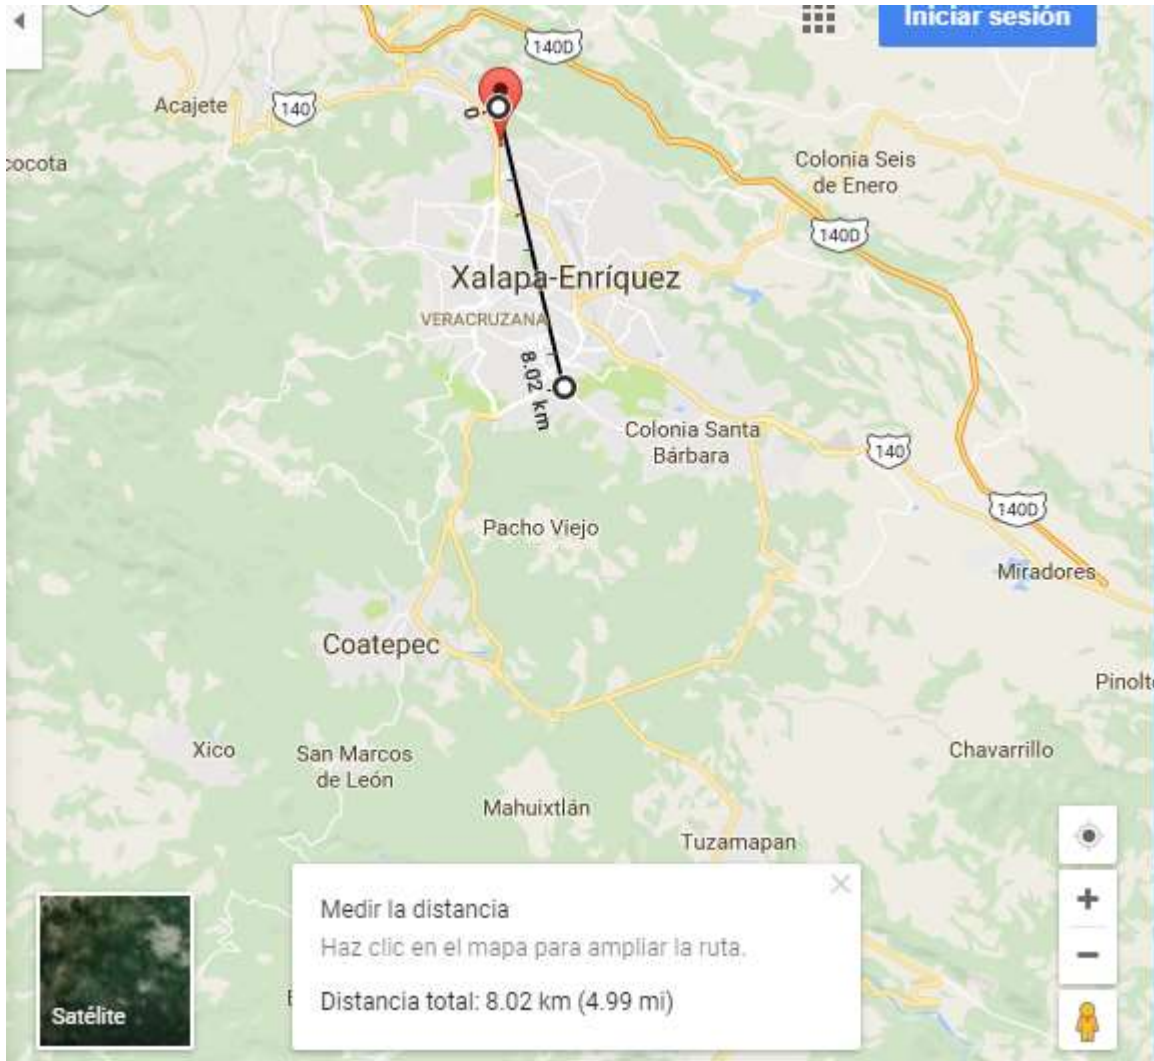 Iniciar sesión
140D
Acajete
140
0
cocota
Colonia Seis
de Enero
140D
Xalapa-Enríquez
VERACRUZANA
8.02 km
Colonia Santa
Bárbara
140
140D
Pacho Viejo
Miradores
Coatepec
Pinolt
Xico
San Marcos
de León
Chavarrillo
Mahuixtlán
Tuzamapan
Medir la distancia
Haz clic en el mapa para ampliar la ruta.
Distancia total: 8.02 km (4.99 mi)
Satélite